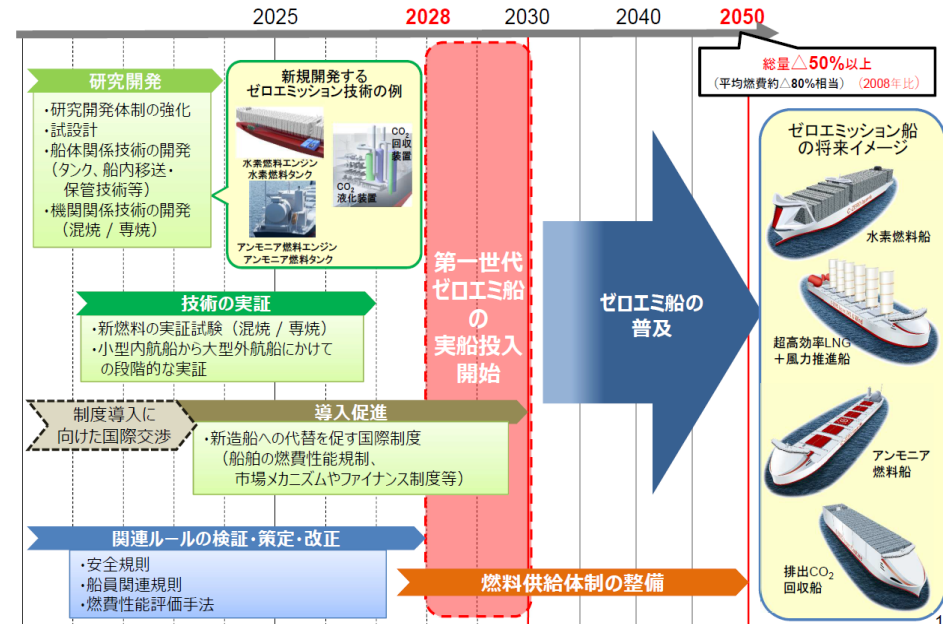 2025
2028
2030
2040
2050
総量△50%以上
(平均燃費約△80%相当)(2008年比)
研究開発
・研究開発体制の強化
・試設計
・船体関係技術の開発
(タンク、船内移送・
保管技術等)
・機関関係技術の開発
(混焼 / 専焼)
新規開発する
ゼロエミッション技術の例
水素燃料エンジン
水素燃料タンク
CO2
回収
装置
CO2
液化装置
アンモニア燃料エンジン
アンモニア燃料タンク
技術の実証
・新燃料の実証試験(混焼 / 専焼)
・小型内航船から大型外航船にかけて
の段階的な実証
制度導入に
向けた国際交渉
導入促進
・新造船への代替を促す国際制度
(船舶の燃費性能規制、
市場メカニズムやファイナンス制度等)
関連ルールの検証・策定・改正
・安全規則
・船員関連規則
・燃費性能評価手法
第一世代
ゼロエミ船
の
実船投入
開始
燃料供給体制の整備
ゼロエミ船の
普及
ゼロエミッション船
の将来イメージ
水素燃料船
超高効率LNG
+風力推進船
アンモニア
燃料船
排出CO2
回収船
1